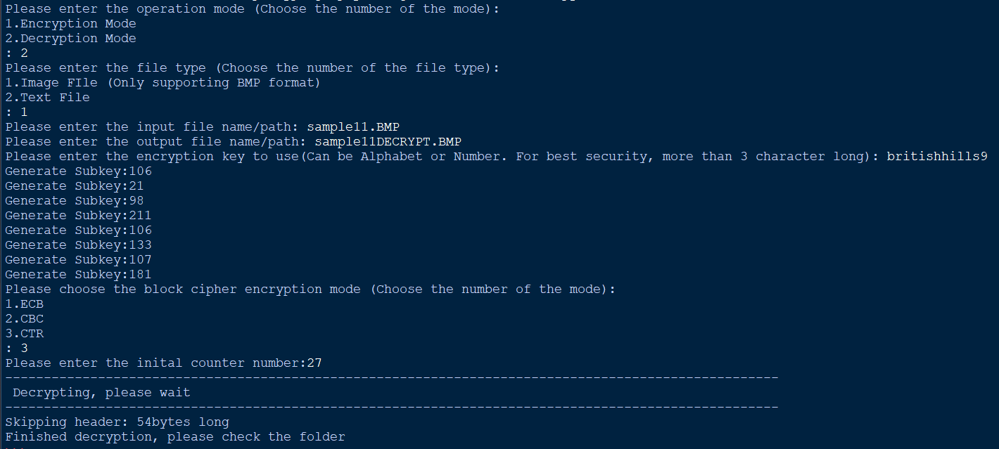 Please enter the operation mode (Choose the number of the mode):
1.Encryption Mode
2.Decryption Mode
: 2
Please enter the file type (Choose the number of the file type):
1.Image FIle (Only supporting BMP format)
2.Text File
: 1
Please enter the input file name/path: sample11.BMP
Please enter the output file name/path: sample11DECRYPT.BMP
Please enter the encryption key to use(Can be Alphabet or Number. For best security, more than 3 character long): britishhills9
Generate Subkey:106
Generate Subkey:21
Generate Subkey:98
Generate Subkey:211
Generate Subkey:106
Generate Subkey:133
Generate Subkey:107
Generate Subkey:181
Please choose the block cipher encryption mode (Choose the number of the mode):
1.ECB
2.CBC
3.CTR
: 3
Please enter the inital counter number:27
----------------------------------------------------------------------------------------------------
Decrypting, please wait
----------------------------------------------------------------------------------------------------
Skipping header: 54bytes long
Finished decryption, please check the folder